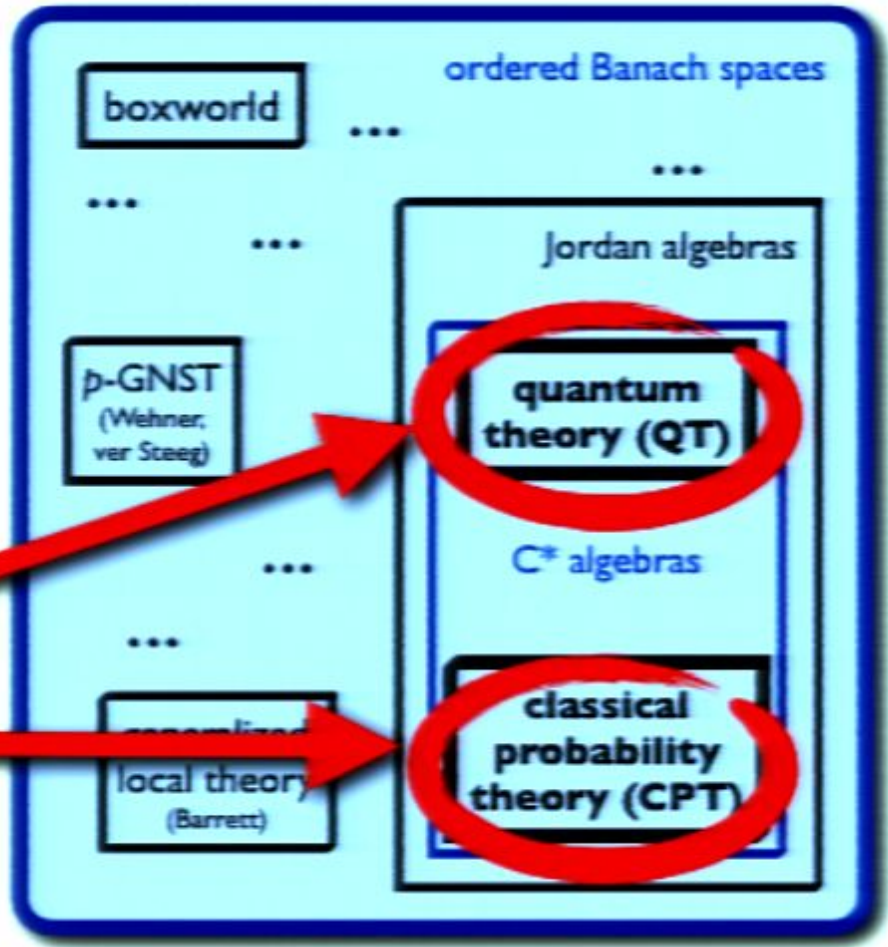 ordered Banach spaces
boxworld
...
...
...
...
Jordan algebras
p-GNST
(Wehner,
ver Steeg)
quantum
theory (QT)
...
C* algebras
...
generalized
local theory
(Barrett)
classical
probability
theory (CPT)